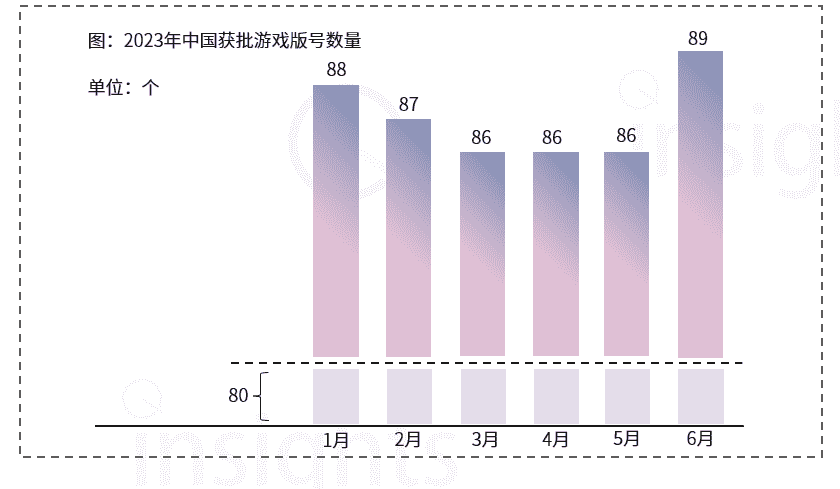 图：2023年中国获批游戏版号数量
单位：个
88
87
86
86
86
89
80
1月
2月
3月
4月
5月
6月
insights
insights